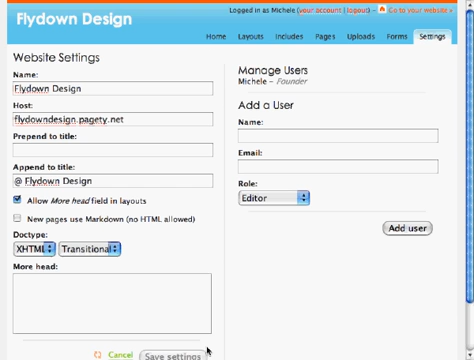 Flydown Design
Logged in as Michele (your account | logout) – Go to your website »
Home Layouts Includes Pages Uploads Forms Settings
Website Settings
Name:
Flydown Design
Host:
flydowndesign.pagety.net
Prepend to title:
Append to title:
@ Flydown Design
Allow More head field in layouts
New pages use Markdown (no HTML allowed)
Doctype:
XHTML Transitional
More head:
Cancel Save settings
Manage Users
Michele – Founder
Add a User
Name:
Email:
Role:
Editor
Add user